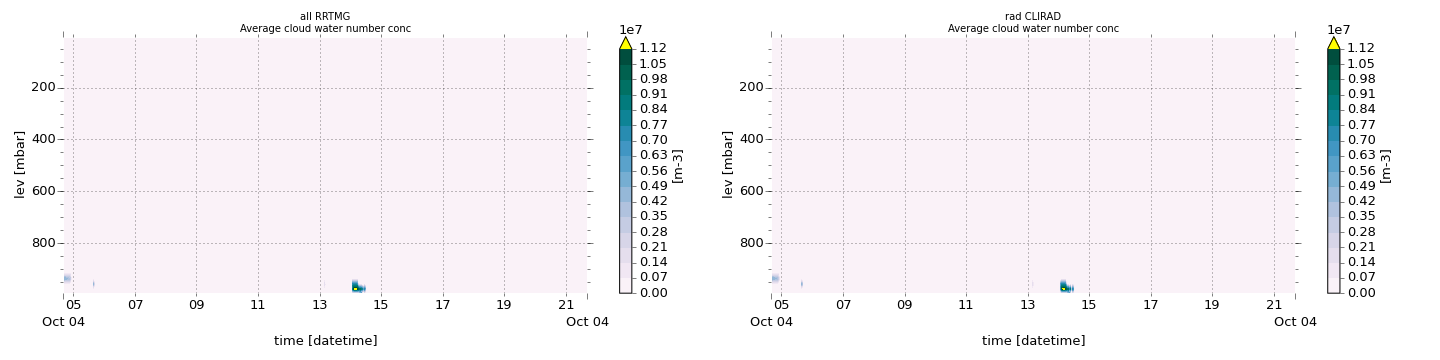 all RRTMG
Average cloud water number conc
1e7
1.12
1.05
0.98
0.91
0.84
0.77
0.70
0.63
0.56
0.49
0.42
0.35
0.28
0.21
0.14
0.07
0.00
[m-3]
lev [mbar]
200
400
600
800
05 07 09 11 13 15 17 19 21
Oct 04 Oct 04
time [datetime]
rad CLIRAD
Average cloud water number conc
1e7
1.12
1.05
0.98
0.91
0.84
0.77
0.70
0.63
0.56
0.49
0.42
0.35
0.28
0.21
0.14
0.07
0.00
[m-3]
lev [mbar]
200
400
600
800
05 07 09 11 13 15 17 19 21
Oct 04 Oct 04
time [datetime]